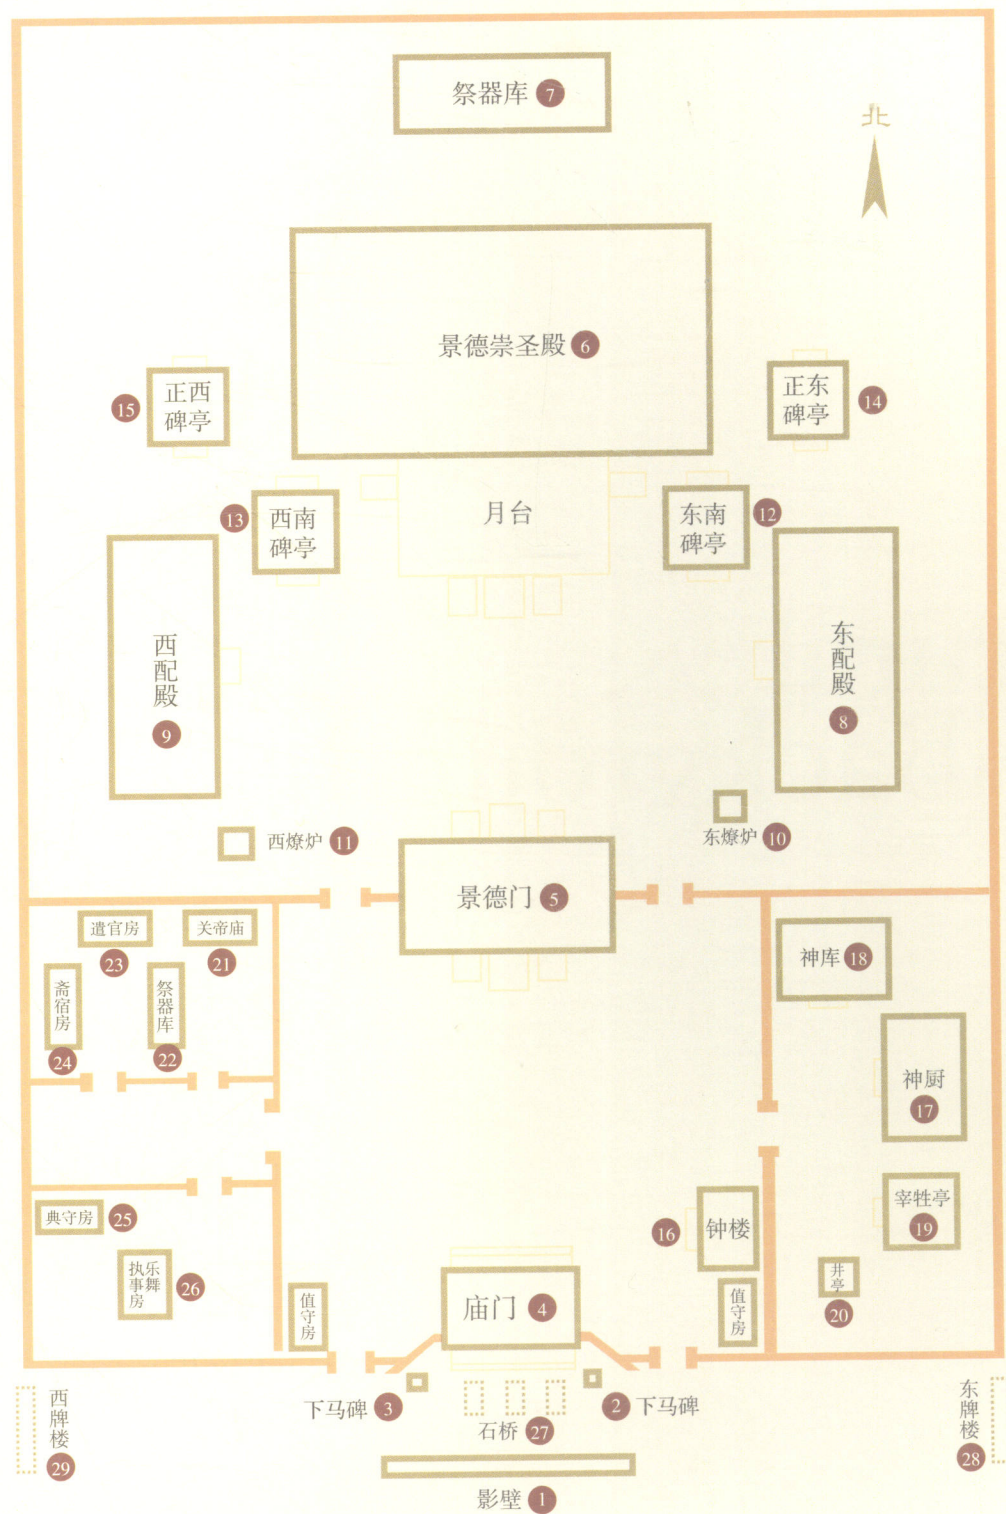 祭器库 7
北
景德崇圣殿 6
正西
碑亭
15
正东
碑亭
14
月台
西南
碑亭
13
东南
碑亭
12
西配殿
9
东配殿
8
西燎炉 11
东燎炉 10
景德门 5
遣官房
23
关帝庙
21
斋宿房
24
祭器库
22
神库 18
神厨
17
宰牲亭
19
井亭
20
典守房 25
执事房
乐舞
26
值守房
钟楼
16
值守房
庙门 4
下马碑 3
2 下马碑
石桥 27
西牌楼
29
东牌楼
28
影壁 1